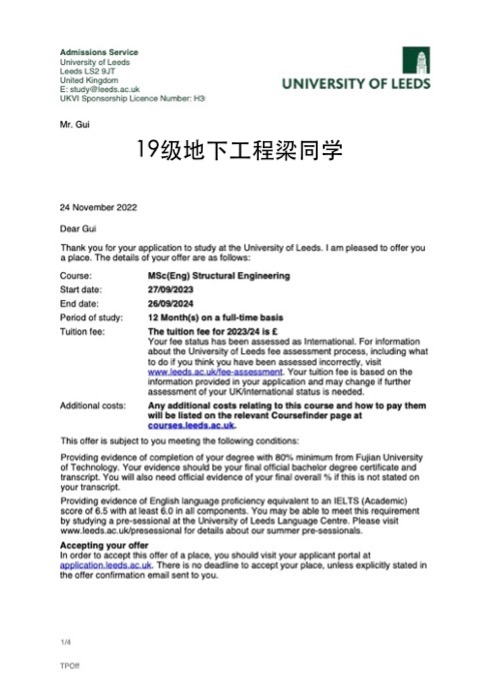 Admissions Service
University of Leeds
Leeds LS2 9JT
United Kingdom
E: study@leeds.ac.uk
UKVI Sponsorship Licence Number: H3
UNIVERSITY OF LEEDS
Mr. Gui
19级地下工程梁同学
24 November 2022
Dear Gui
Thank you for your application to study at the University of Leeds. I am pleased to offer you
a place. The details of your offer are as follows:
Course: MSc(Eng) Structural Engineering
Start date: 27/09/2023
End date: 26/09/2024
Period of study: 12 Month(s) on a full-time basis
Tuition fee: The tuition fee for 2023/24 is £
Your fee status has been assessed as International. For information
about the University of Leeds fee assessment process, including what
to do if you think you have been assessed incorrectly, visit
www.leeds.ac.uk/fee-assessment. Your tuition fee is based on the
information provided in your application and may change if further
assessment of your UK/international status is needed.
Additional costs: Any additional costs relating to this course and how to pay them
will be listed on the relevant Coursefinder page at
courses.leeds.ac.uk.
This offer is subject to you meeting the following conditions:
Providing evidence of completion of your degree with 80% minimum from Fujian University
of Technology. Your evidence should be your final official bachelor degree certificate and
transcript. You will also need official evidence of your final overall % if this is not stated on
your transcript.
Providing evidence of English language proficiency equivalent to an IELTS (Academic)
score of 6.5 with at least 6.0 in all components. You may be able to meet this requirement
by studying a pre-sessional at the University of Leeds Language Centre. Please visit
www.leeds.ac.uk/presessional for details about our summer pre-sessionals.
Accepting your offer
In order to accept this offer of a place, you should visit your applicant portal at
application.leeds.ac.uk. There is no deadline to accept your place, unless explicitly stated in
the offer confirmation email sent to you.
1/4
TPOff